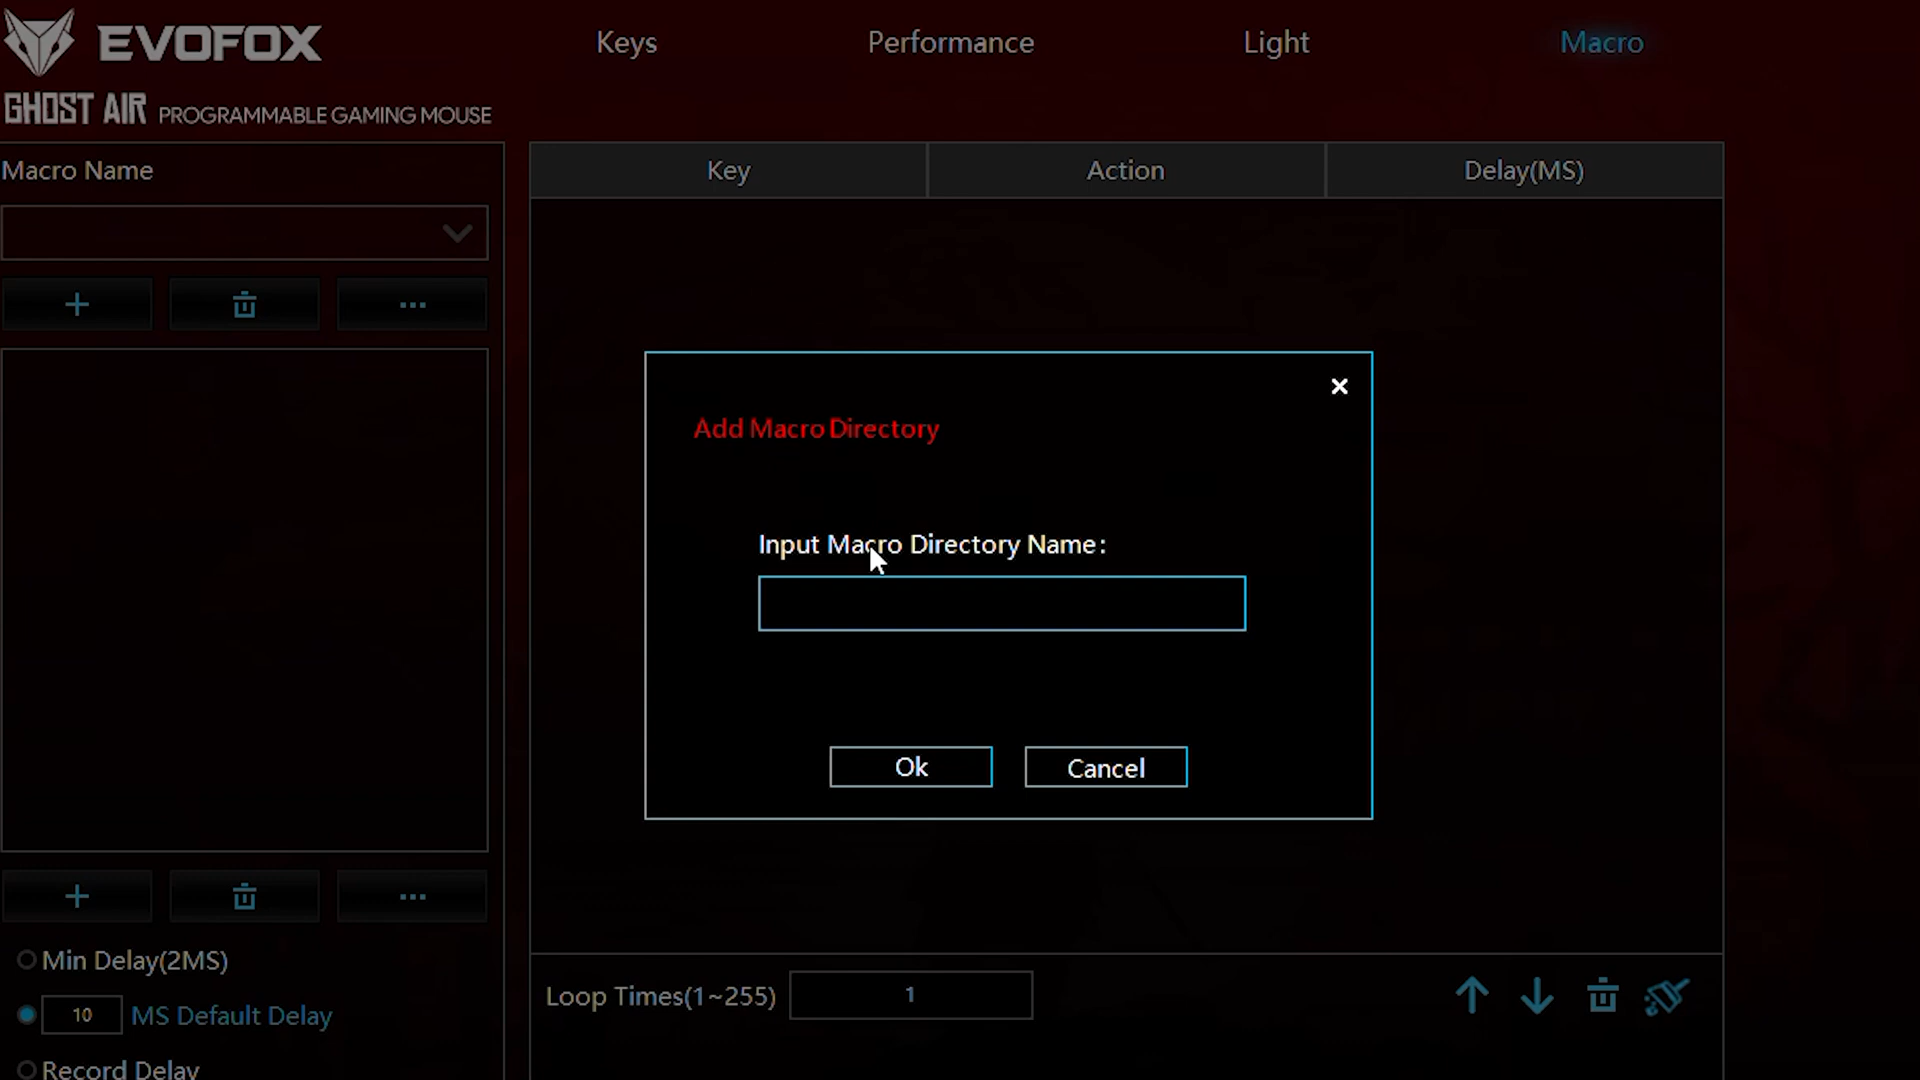 EVOFOX
Keys
Performance
Light
Macro
GHOST AIR PROGRAMMABLE GAMING MOUSE
Macro Name
Key
Action
Delay(MS)
Add Macro Directory
Input Macro Directory Name:
Ok
Cancel
Min Delay(2MS)
10 MS Default Delay
Record Delay
Loop Times(1~255)
1